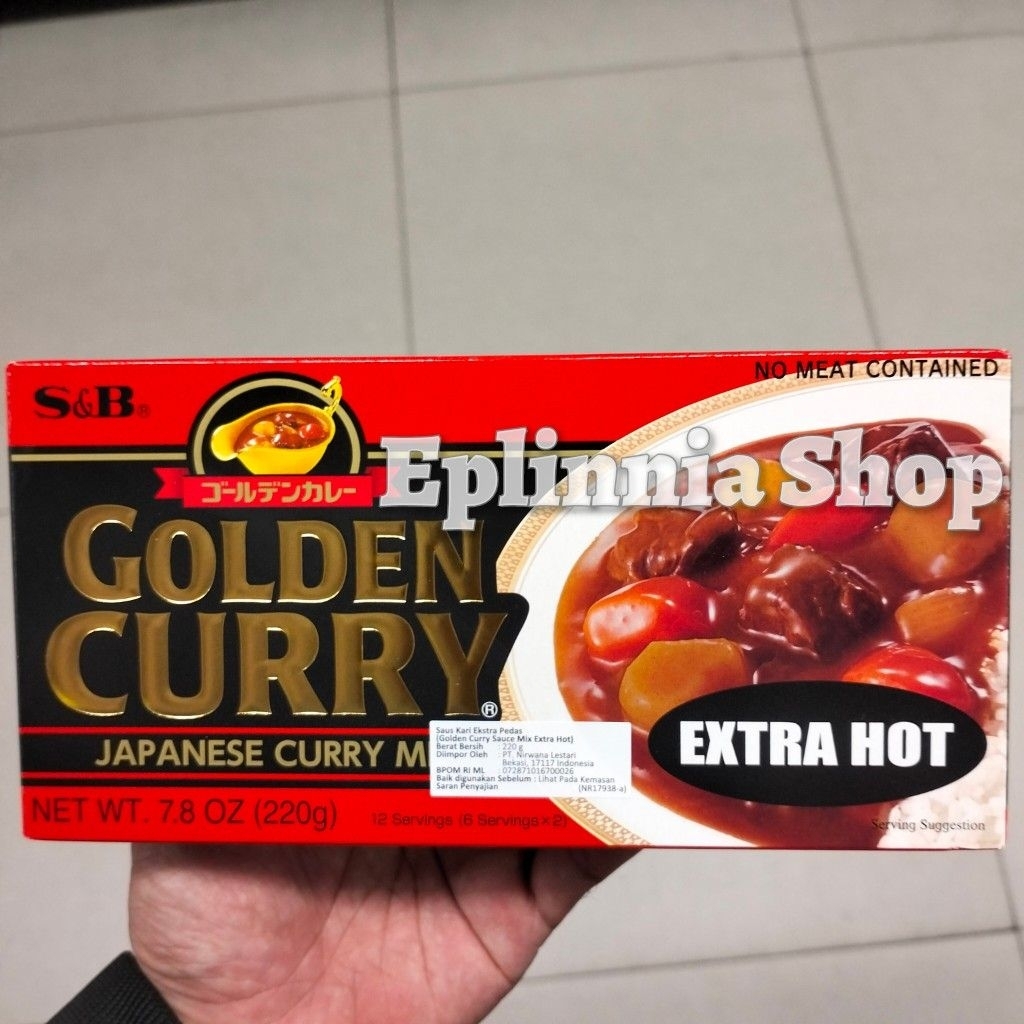 NO MEAT CONTAINED
S&B®
ゴールデンカレー
Eplinnia Shop
GOLDEN
CURRY®
JAPANESE CURRY M
EXTRA HOT
Saus Kari Ekstra Pedas
(Golden Curry Sauce Mix Extra Hot)
Berat Bersih : 220 g
Diimpor Oleh : PT. Nirwana Lestari
Bekasi, 17117 Indonesia
BPOM RI ML : 072871016700026
Baik digunakan Sebelum : Lihat Pada Kemasan
Saran Penyajian (NR17938-a)
NET WT. 7.8 OZ (220g)
12 Servings (6 Servings×2)
Serving Suggestion